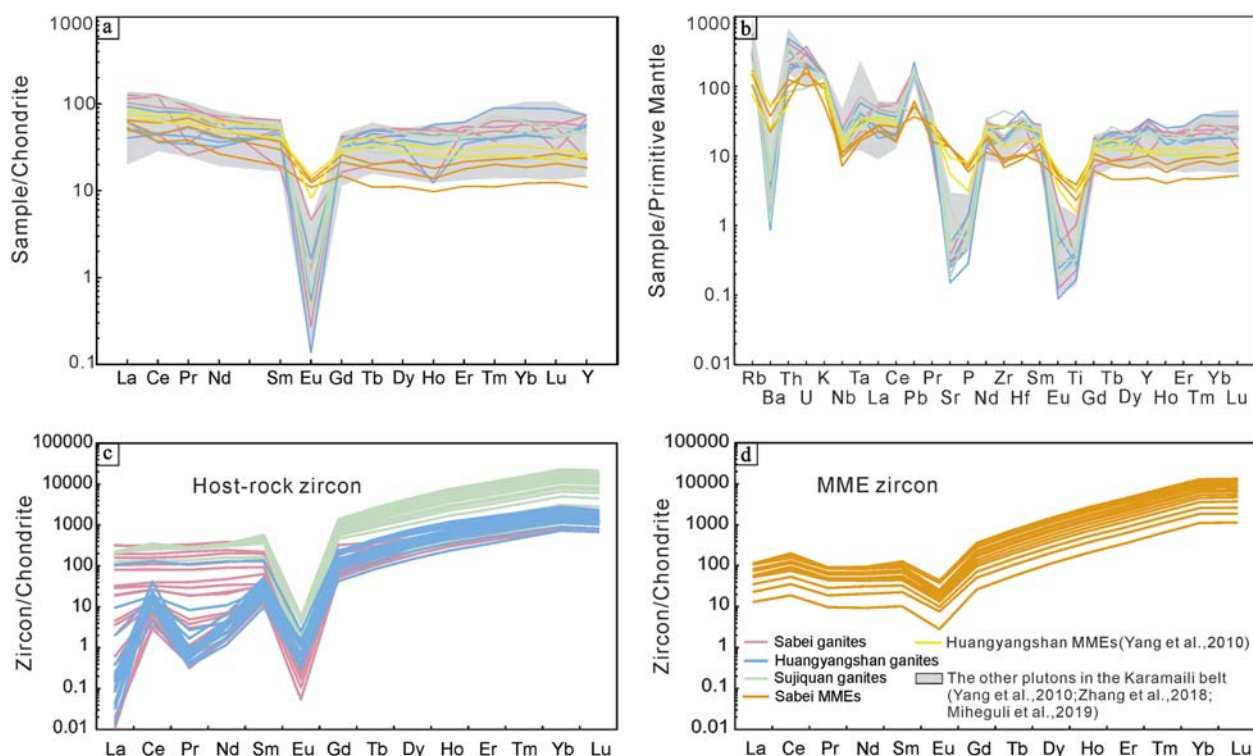 a
1000
100
10
1
0.1
Sample/Chondrite
La Ce Pr Nd Sm Eu Gd Tb Dy Ho Er Tm Yb Lu Y
b
1000
100
10
1
0.1
0.01
Sample/Primitive Mantle
Rb Th K Ta Ce Pr P Zr Sm Ti Tb Y Er Yb
Ba U Nb La Pb Sr Nd Hf Eu Gd Dy Ho Tm Lu
c
Host-rock zircon
100000
10000
1000
100
10
1
0.1
0.01
Zircon/Chondrite
Sabei ganites
Huangyangshan ganites
Sujiquan ganites
Sabei MMEs
Huangyangshan MMEs(Yang et al.,2010)
The other plutons in the Karamaili belt
(Yang et al.,2010;Zhang et al.,2018;
Miheguli et al.,2019)
La Ce Pr Nd Sm Eu Gd Tb Dy Ho Er Tm Yb Lu
d
MME zircon
100000
10000
1000
100
10
1
0.1
0.01
Zircon/Chondrite
La Ce Pr Nd Sm Eu Gd Tb Dy Ho Er Tm Yb Lu